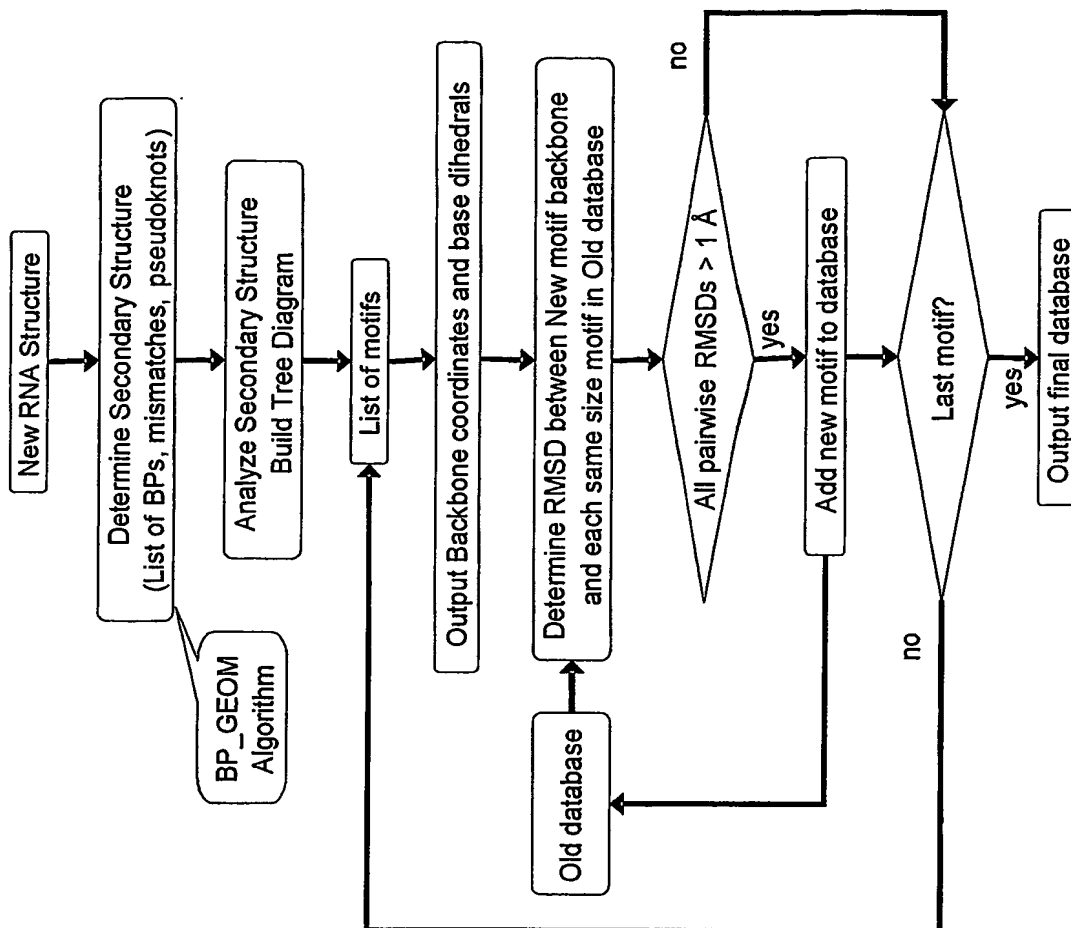 New RNA Structure
Determine Secondary Structure
(List of BPs, mismatches, pseudoknots)
BP_GEOM
Algorithm
Analyze Secondary Structure
Build Tree Diagram
List of motifs
Output Backbone coordinates and base dihedrals
Determine RMSD between New motif backbone
and each same size motif in Old database
Old database
All pairwise RMSDs > 1 Å
no
yes
Add new motif to database
Last motif?
no
yes
Output final database